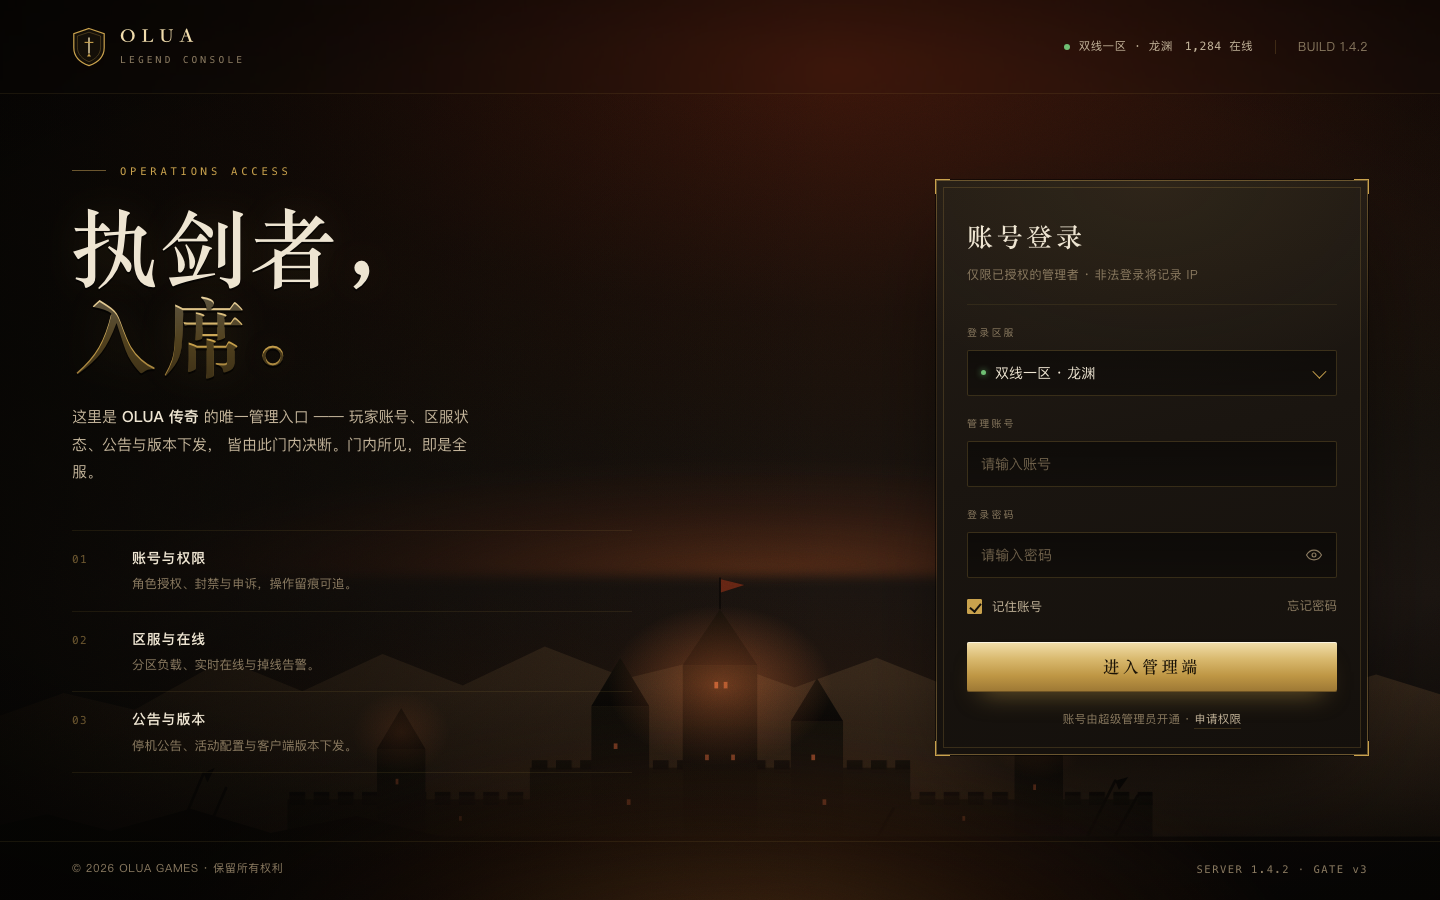 OLUA
LEGEND CONSOLE
双线一区 · 龙渊 1,284 在线
BUILD 1.4.2
OPERATIONS ACCESS
执剑者，
入席。
这里是 OLUA 传奇 的唯一管理入口 —— 玩家账号、区服状
态、公告与版本下发， 皆由此门内决断。门内所见，即是全
服。
01 账号与权限
角色授权、封禁与申诉，操作留痕可追。
02 区服与在线
分区负载、实时在线与掉线告警。
03 公告与版本
停机公告、活动配置与客户端版本下发。
账号登录
仅限已授权的管理者 · 非法登录将记录 IP
登录区服
双线一区 · 龙渊
管理账号
请输入账号
登录密码
请输入密码
记住账号 忘记密码
进入管理端
账号由超级管理员开通 · 申请权限
© 2026 OLUA GAMES · 保留所有权利
SERVER 1.4.2 · GATE v3